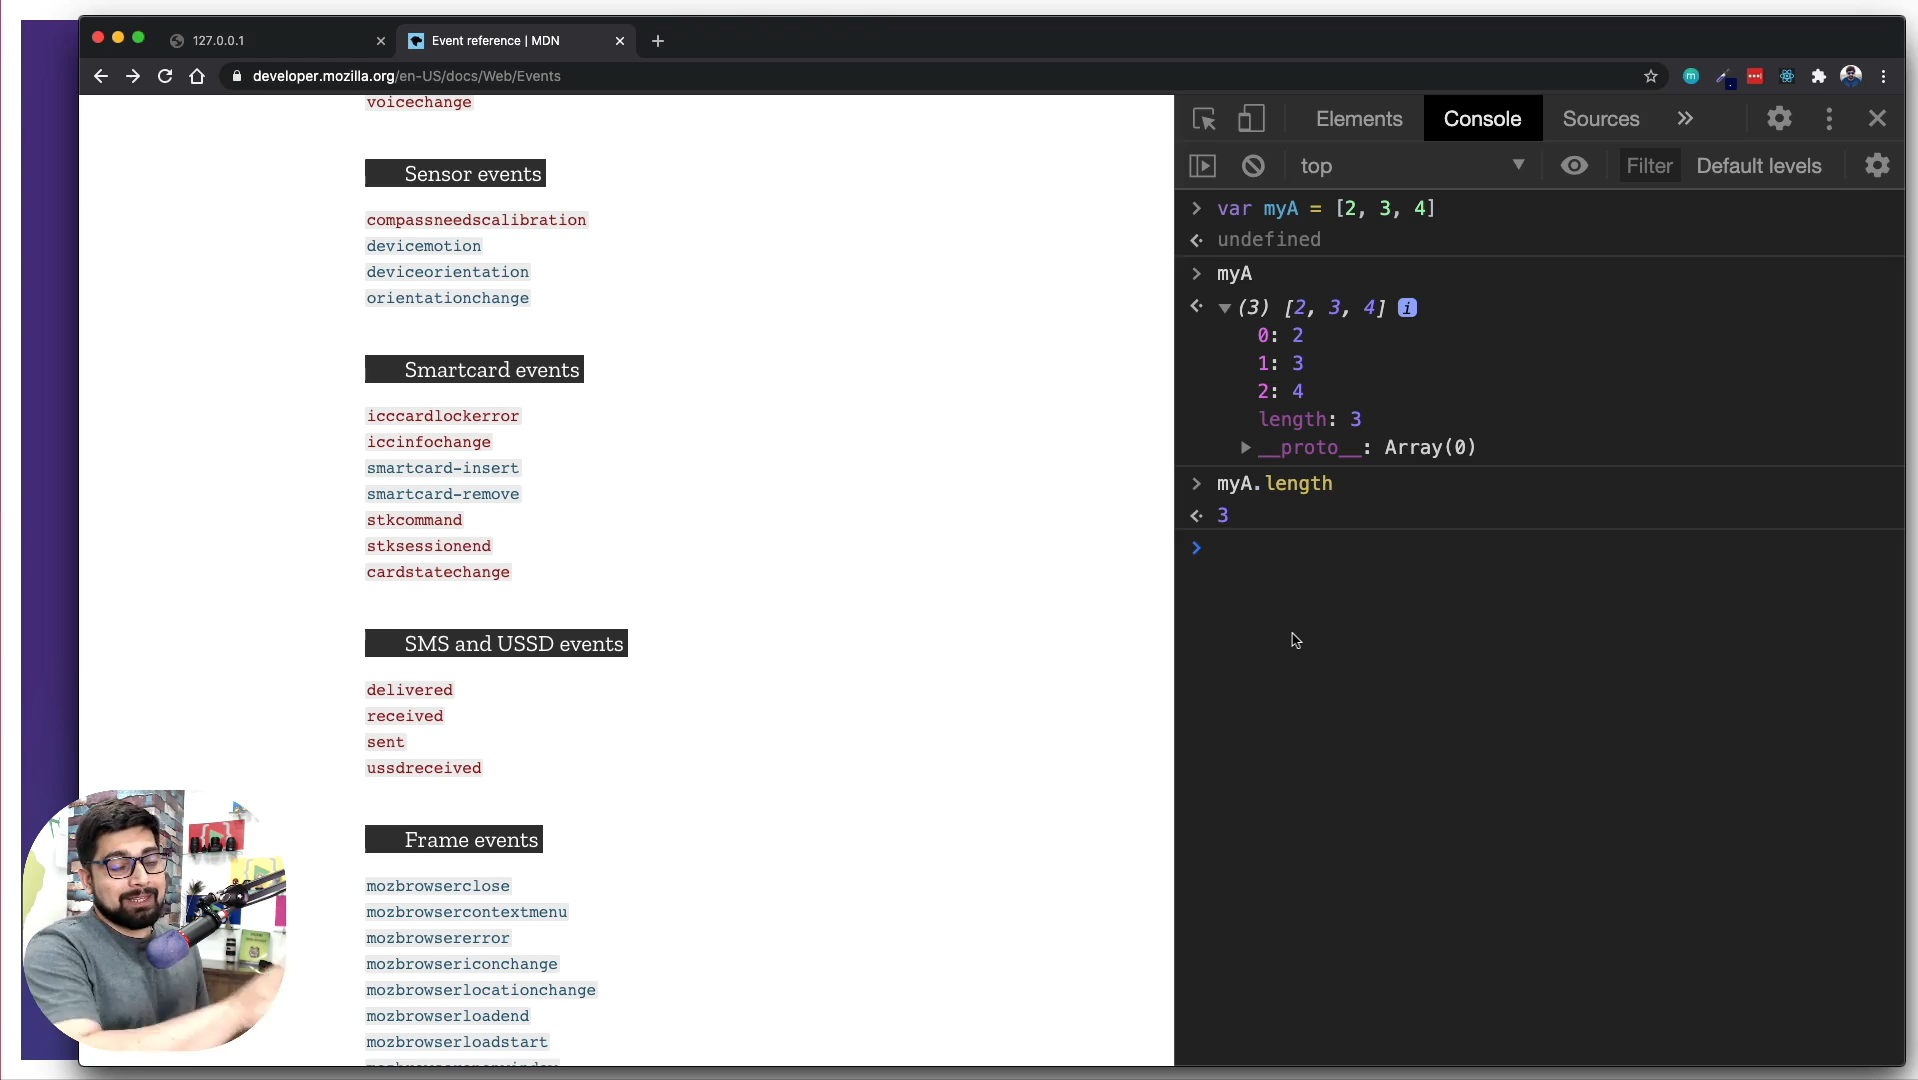 127.0.0.1
Event reference | MDN
developer.mozilla.org/en-US/docs/Web/Events
voicechange
Sensor events
compassneedscalibration
devicemotion
deviceorientation
orientationchange
Smartcard events
icccardlockerror
iccinfochange
smartcard-insert
smartcard-remove
stkcommand
stksessionend
cardstatechange
SMS and USSD events
delivered
received
sent
ussdreceived
Frame events
mozbrowserclose
mozbrowsercontextmenu
mozbrowsererror
mozbrowsericonchange
mozbrowserlocationchange
mozbrowserloadend
mozbrowserloadstart
Elements Console Sources
top Filter Default levels
var myA = [2, 3, 4]
undefined
myA
(3) [2, 3, 4] i
0: 2
1: 3
2: 4
length: 3
__proto__: Array(0)
myA.length
3